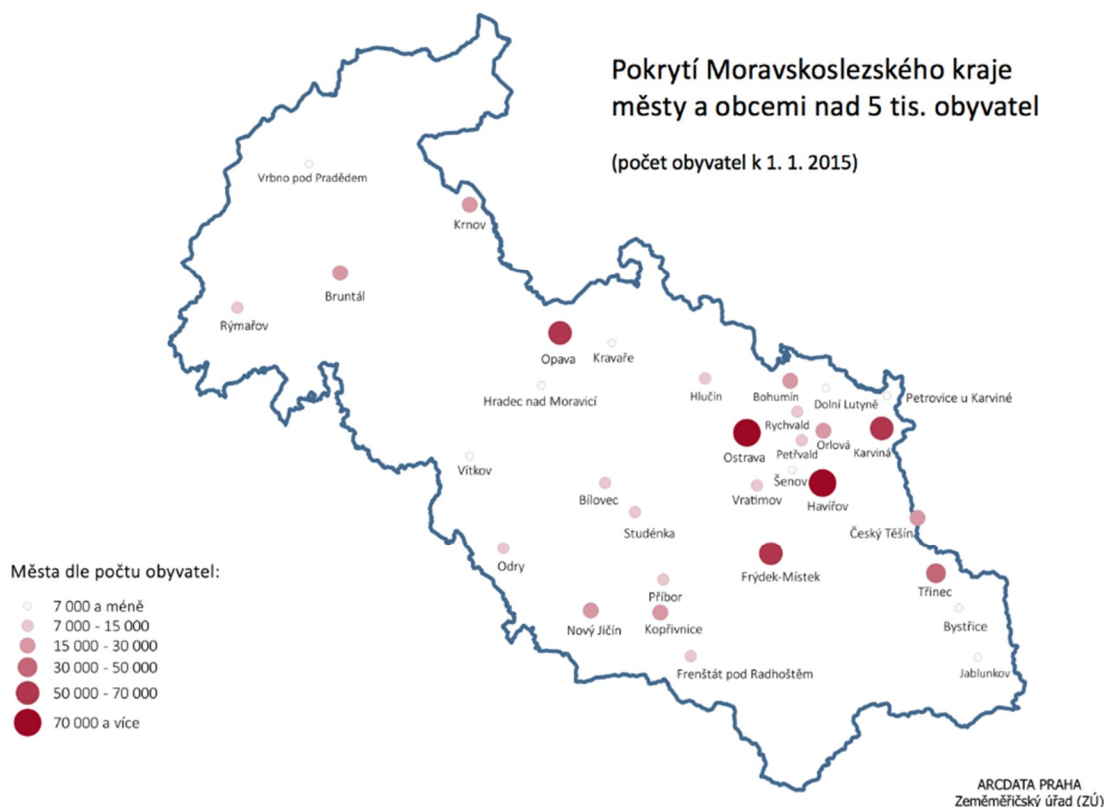 Pokrytí Moravskoslezského kraje
městy a obcemi nad 5 tis. obyvatel
(počet obyvatel k 1. 1. 2015)
Vrbno pod Pradědem
Krnov
Bruntál
Rýmařov
Opava
Kravaře
Hradec nad Moravicí
Hlučín
Bohumín
Dolní Lutyně
Petrovice u Karviné
Rychvald
Orlová
Karviná
Ostrava
Petřvald
Vítkov
Šenov
Bílovec
Vratimov
Havířov
Studénka
Český Těšín
Odry
Frýdek-Místek
Třinec
Příbor
Nový Jičín
Kopřivnice
Bystřice
Frenštát pod Radhoštěm
Jablunkov
Města dle počtu obyvatel:
7 000 a méně
7 000 - 15 000
15 000 - 30 000
30 000 - 50 000
50 000 - 70 000
70 000 a více
ARCDATA PRAHA
Zeměměřičský úřad (ZÚ)